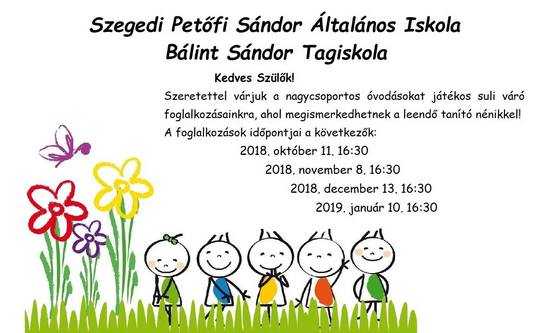 Szegedi Petőfi Sándor Általános Iskola
Bálint Sándor Tagiskola
Kedves Szülők!
Szeretettel várjuk a nagycsoportos óvodásokat játékos suli váró
foglalkozásainkra, ahol megismerkedhetnek a leendő tanító nénikkel!
A foglalkozások időpontjai a következők:
2018. október 11. 16:30
2018. november 8. 16:30
2018. december 13. 16:30
2019. január 10. 16:30